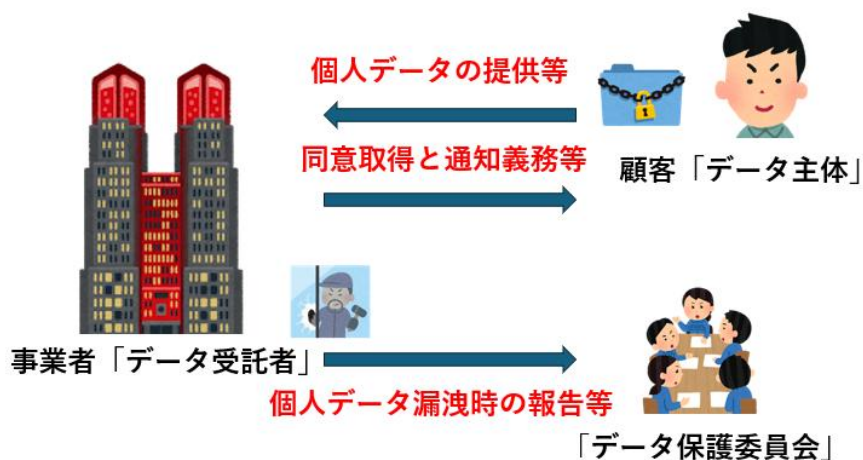 個人データの提供等
同意取得と通知義務等
顧客「データ主体」
事業者「データ受託者」
個人データ漏洩時の報告等
「データ保護委員会」